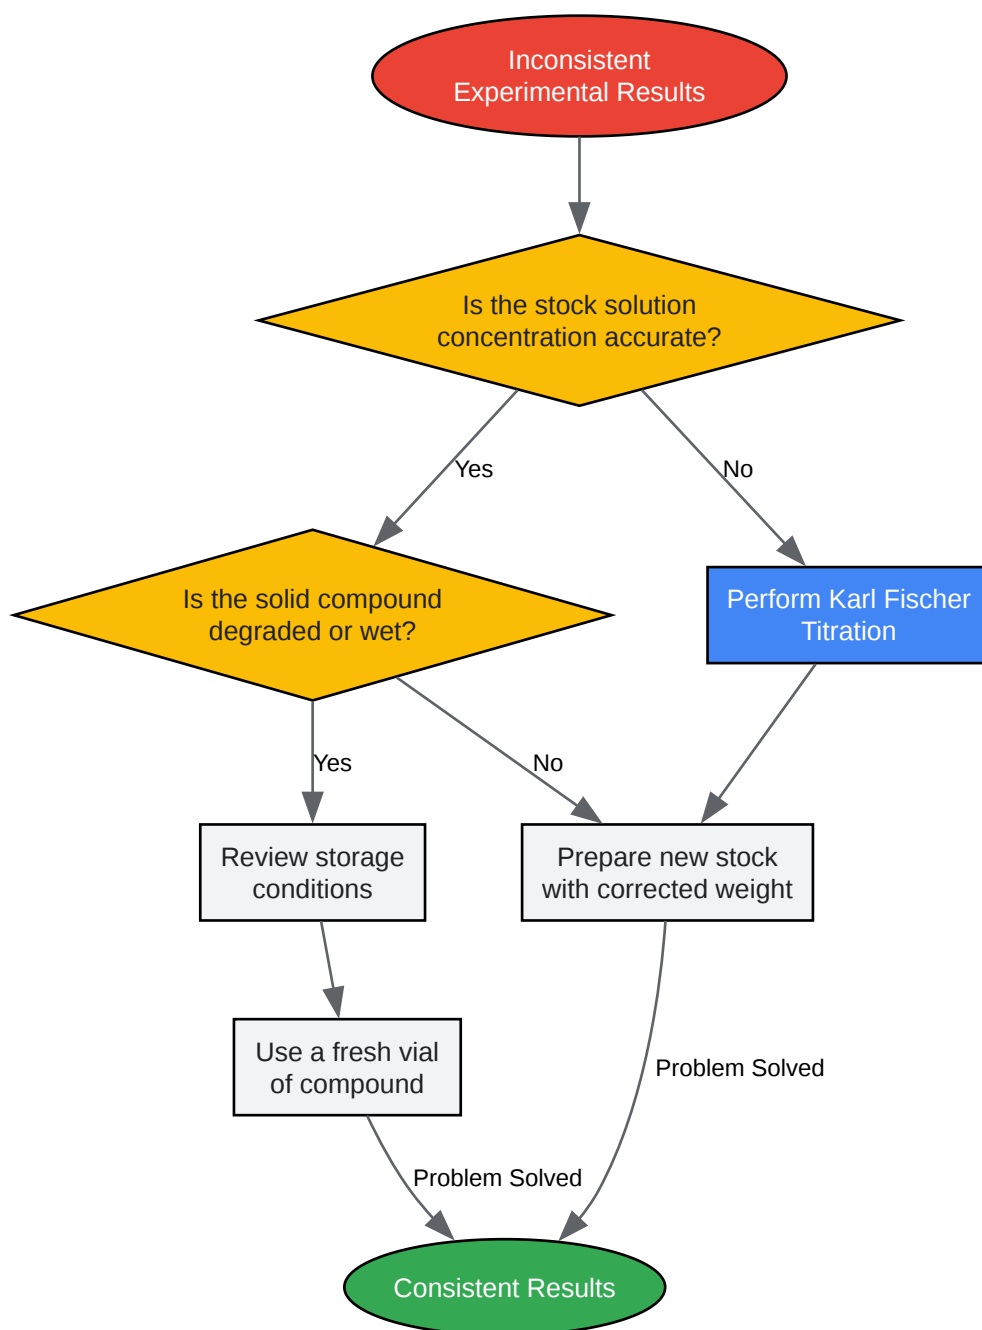 Inconsistent
Experimental Results
Is the stock solution
concentration accurate?
Yes
No
Is the solid compound
degraded or wet?
Perform Karl Fischer
Titration
Yes
No
Review storage
conditions
Prepare new stock
with corrected weight
Use a fresh vial
of compound
Problem Solved
Problem Solved
Consistent Results